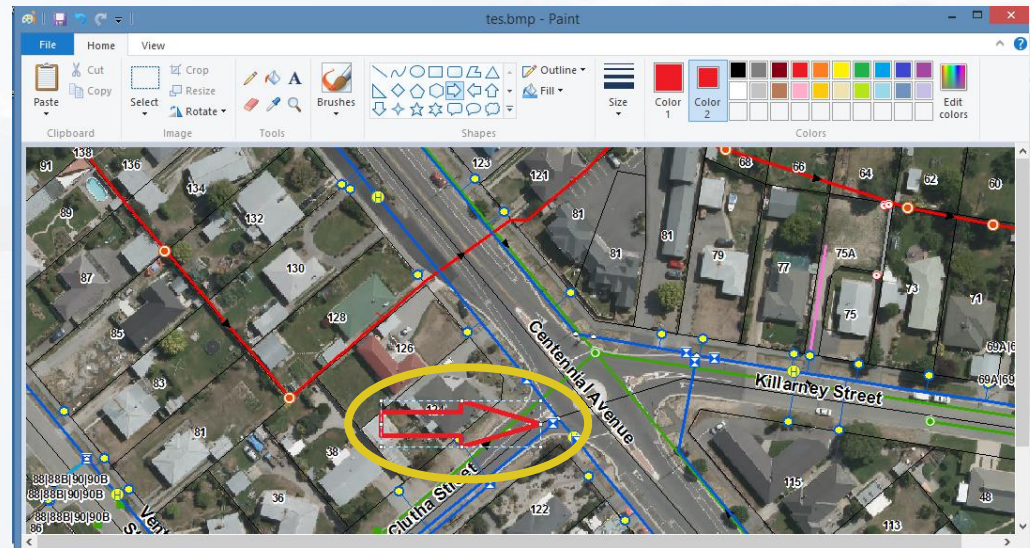 tes.bmp - Paint
File Home View
Paste
Cut
Copy
Clipboard
Select
Crop
Resize
Rotate
Image
A
Tools
Brushes
Outline
Fill
Shapes
Size
Color 1
Color 2
Edit colors
Colors
91
138
136
134
132
130
128
126
89
87
85
83
81
38
36
123
121
81
81
79
77
75A
75
73
71
68
66
64
62
60
69A
69A
Centennial Avenue
Killarney Street
Clutha Street
H
H
H
122
115
113
48
88|88B|90|90B
88|88B|90|90B
88|88B|90|90B
86